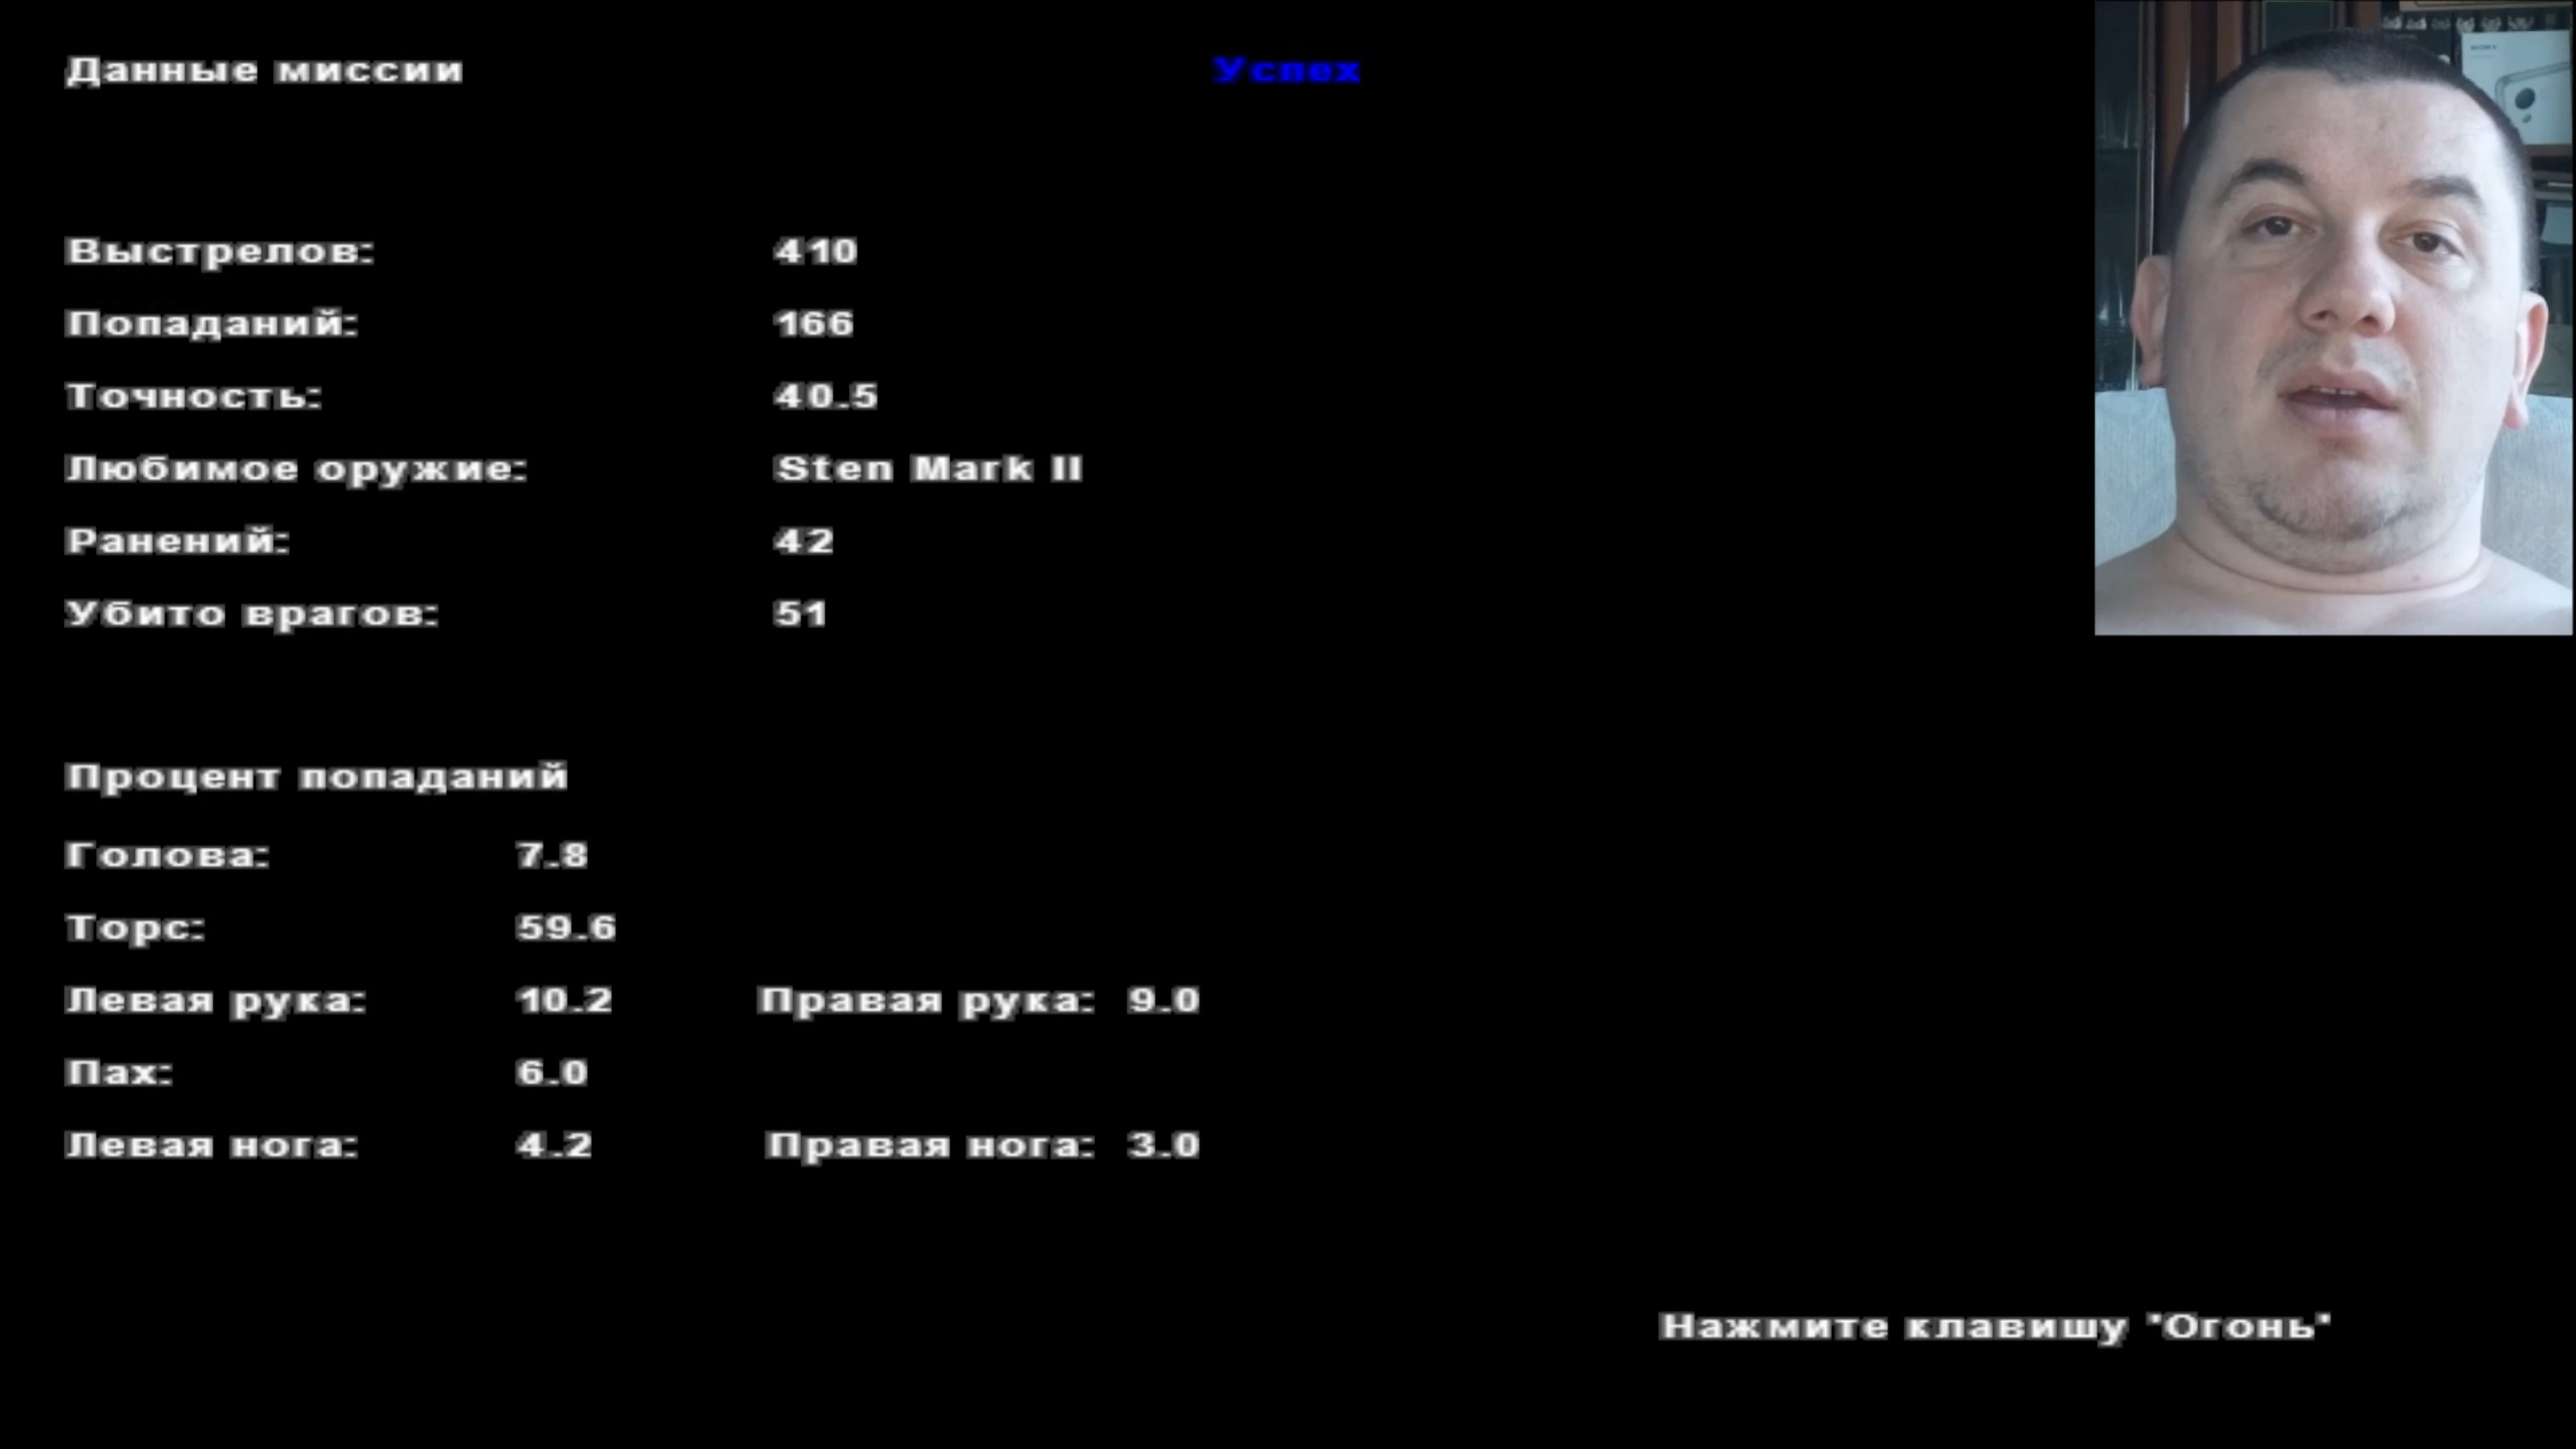 Данные миссии
Успех
Выстрелов: 410
Попаданий: 166
Точность: 40.5
Любимое оружие: Sten Mark II
Ранений: 42
Убито врагов: 51
Процент попаданий
Голова: 7.8
Торс: 59.6
Левая рука: 10.2 Правая рука: 9.0
Пах: 6.0
Левая нога: 4.2 Правая нога: 3.0
Нажмите клавишу "Огонь"